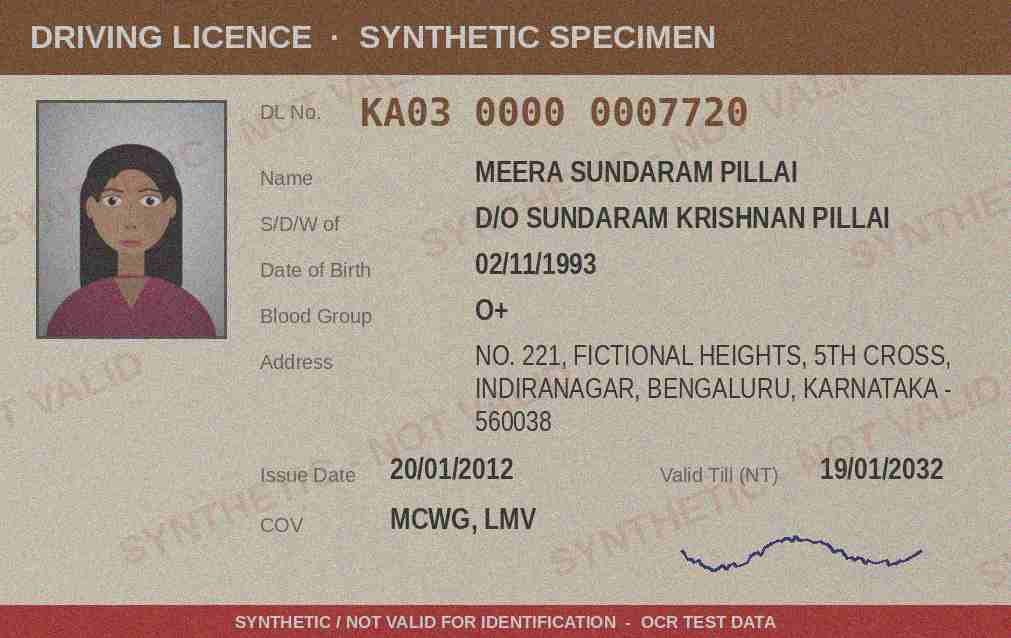 DRIVING LICENCE · SYNTHETIC SPECIMEN
DL No. KA03 0000 0007720
Name MEERA SUNDARAM PILLAI
S/D/W of D/O SUNDARAM KRISHNAN PILLAI
Date of Birth 02/11/1993
Blood Group O+
Address NO. 221, FICTIONAL HEIGHTS, 5TH CROSS,
INDIRANAGAR, BENGALURU, KARNATAKA -
560038
Issue Date 20/01/2012 Valid Till (NT) 19/01/2032
COV MCWG, LMV
SYNTHETIC / NOT VALID FOR IDENTIFICATION - OCR TEST DATA